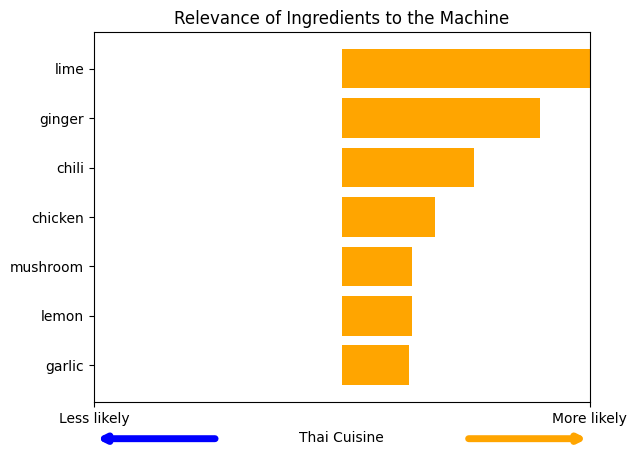 Relevance of Ingredients to the Machine
lime
ginger
chili
chicken
mushroom
lemon
garlic
Less likely
More likely
Thai Cuisine